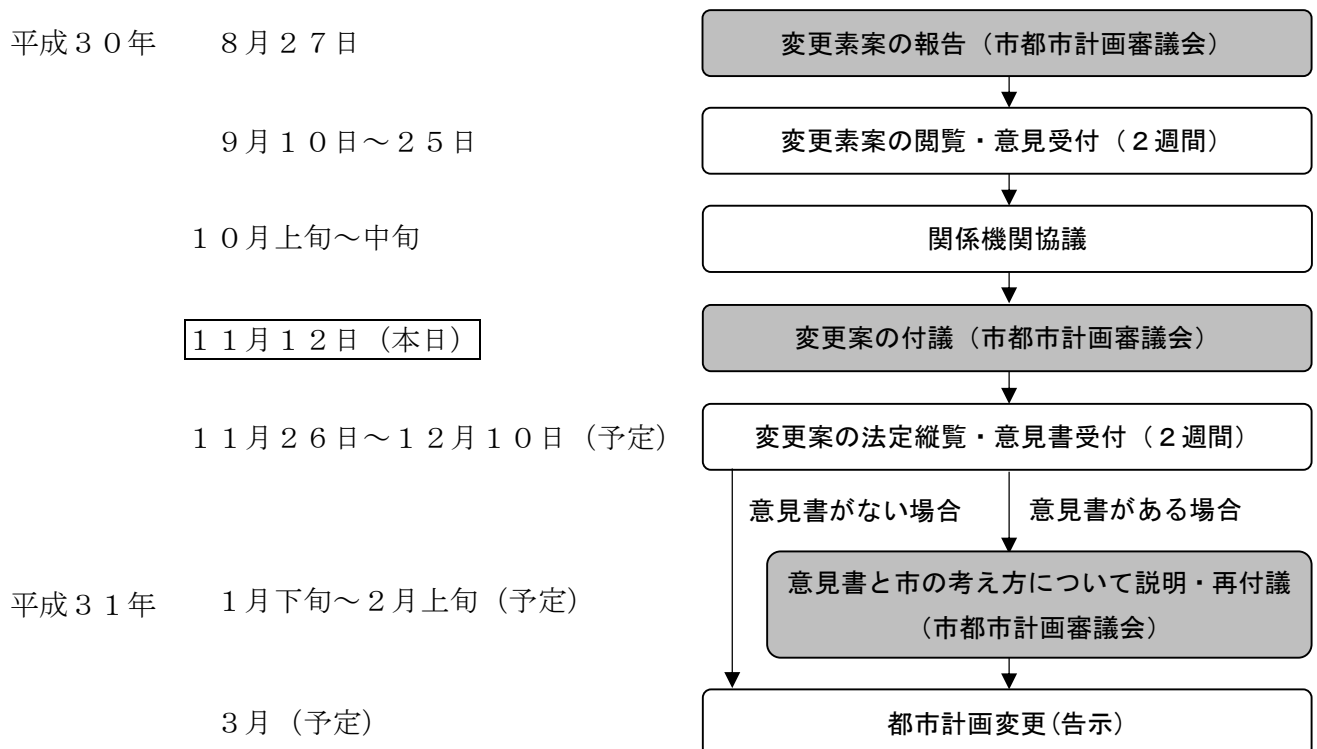 平成３０年　８月２７日
変更素案の報告（市都市計画審議会）
９月１０日～２５日
変更素案の閲覧・意見受付（２週間）
１０月上旬～中旬
関係機関協議
１１月１２日（本日）
変更案の付議（市都市計画審議会）
１１月２６日～１２月１０日（予定）
変更案の法定縦覧・意見書受付（２週間）
意見書がない場合
意見書がある場合
平成３１年　１月下旬～２月上旬（予定）
意見書と市の考え方について説明・再付議
（市都市計画審議会）
３月（予定）
都市計画変更（告示）